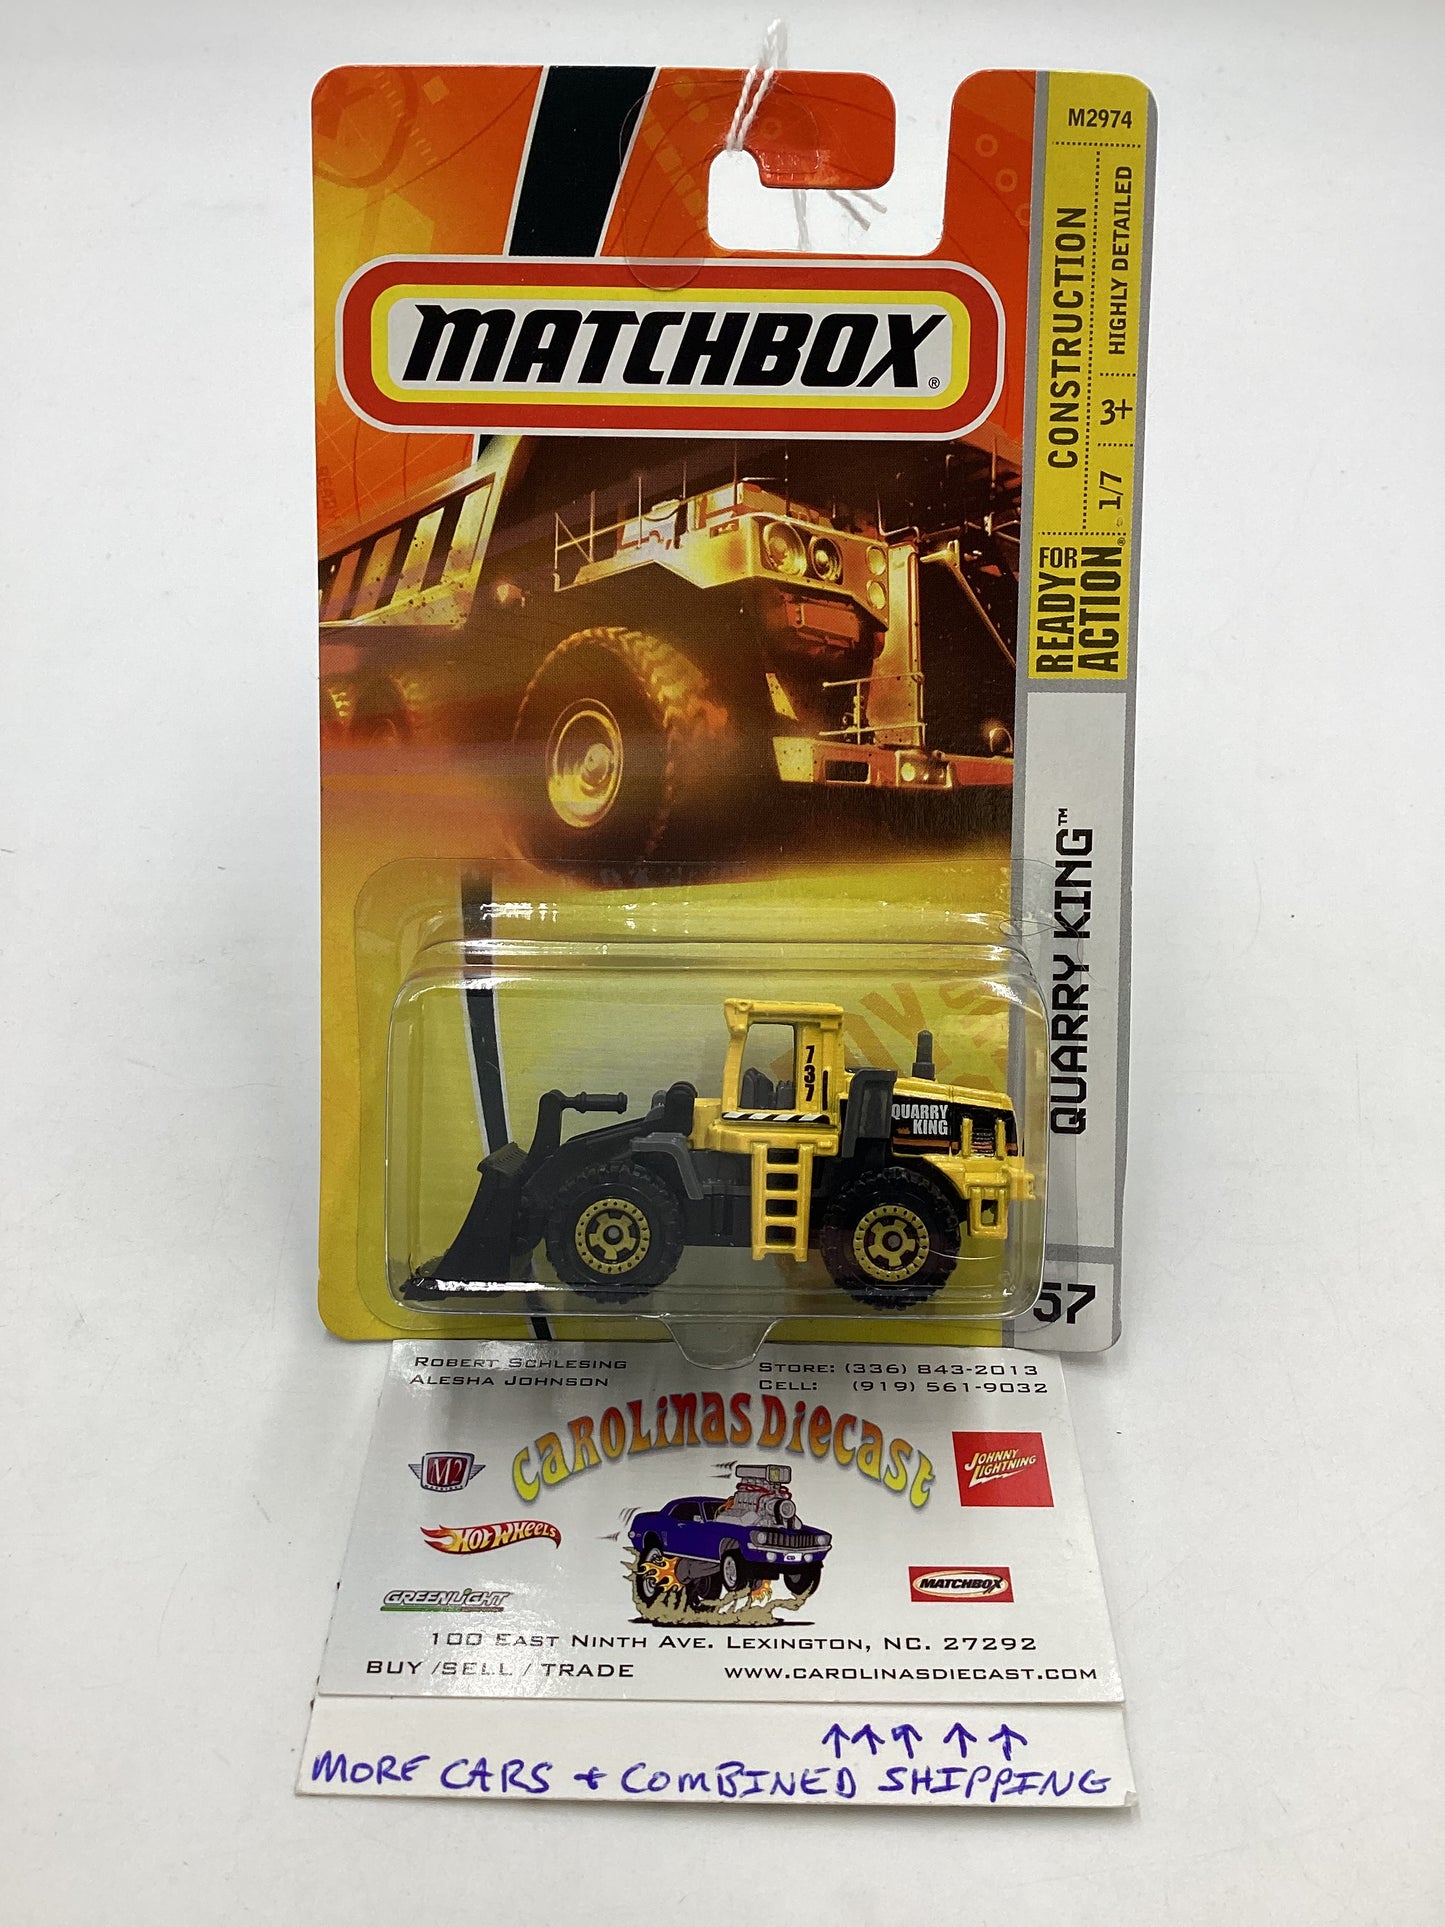 M2974
MATCHBOX®
CONSTRUCTION
HIGHLY DETAILED
3+
1/7
READY FOR ACTION®
QUARRY KING™
57
737
QUARRY
KING
ROBERT SCHLESING
ALESHA JOHNSON
STORE: (336) 843-2013
CELL: (919) 561-9032
CAROLINAS DIECAST
M2
JOHNNY
LIGHTNING
HOT WHEELS
MATCHBOX
GREENLIGHT
100 EAST NINTH AVE. LEXINGTON, NC. 27292
BUY /SELL / TRADE
WWW.CAROLINASDIECAST.COM
↑↑↑ ↑ ↑
MORE CARS + COMBINED SHIPPING